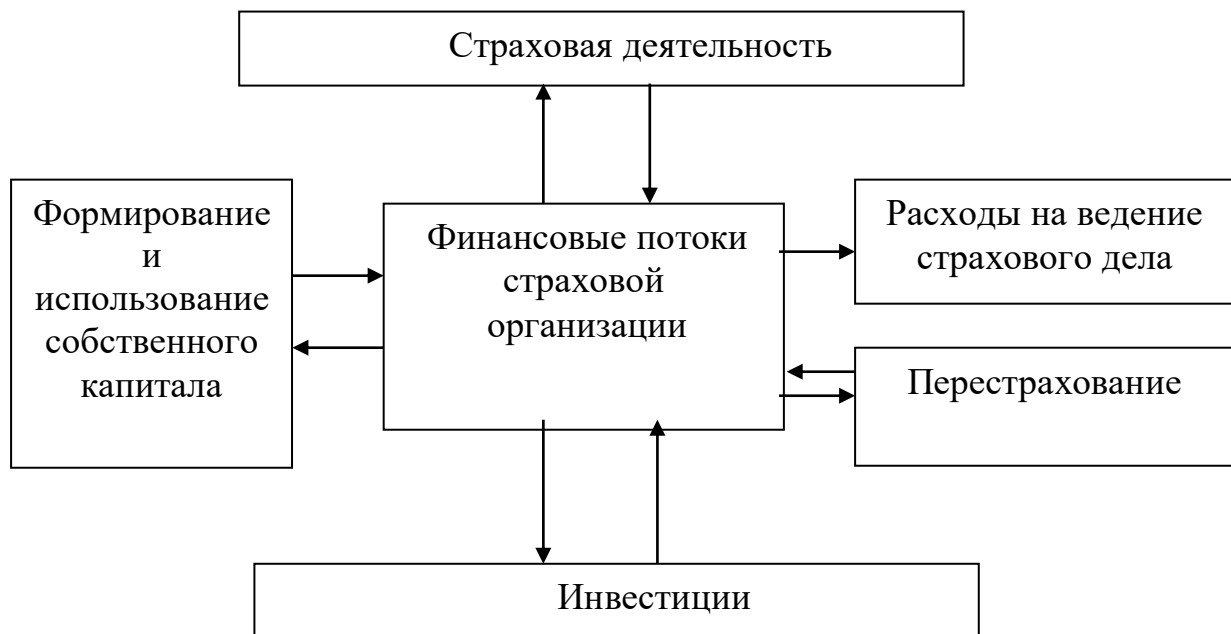 Страховая деятельность
Формирование
и
использование
собственного
капитала
Финансовые потоки
страховой
организации
Расходы на ведение
страхового дела
Перестрахование
Инвестиции